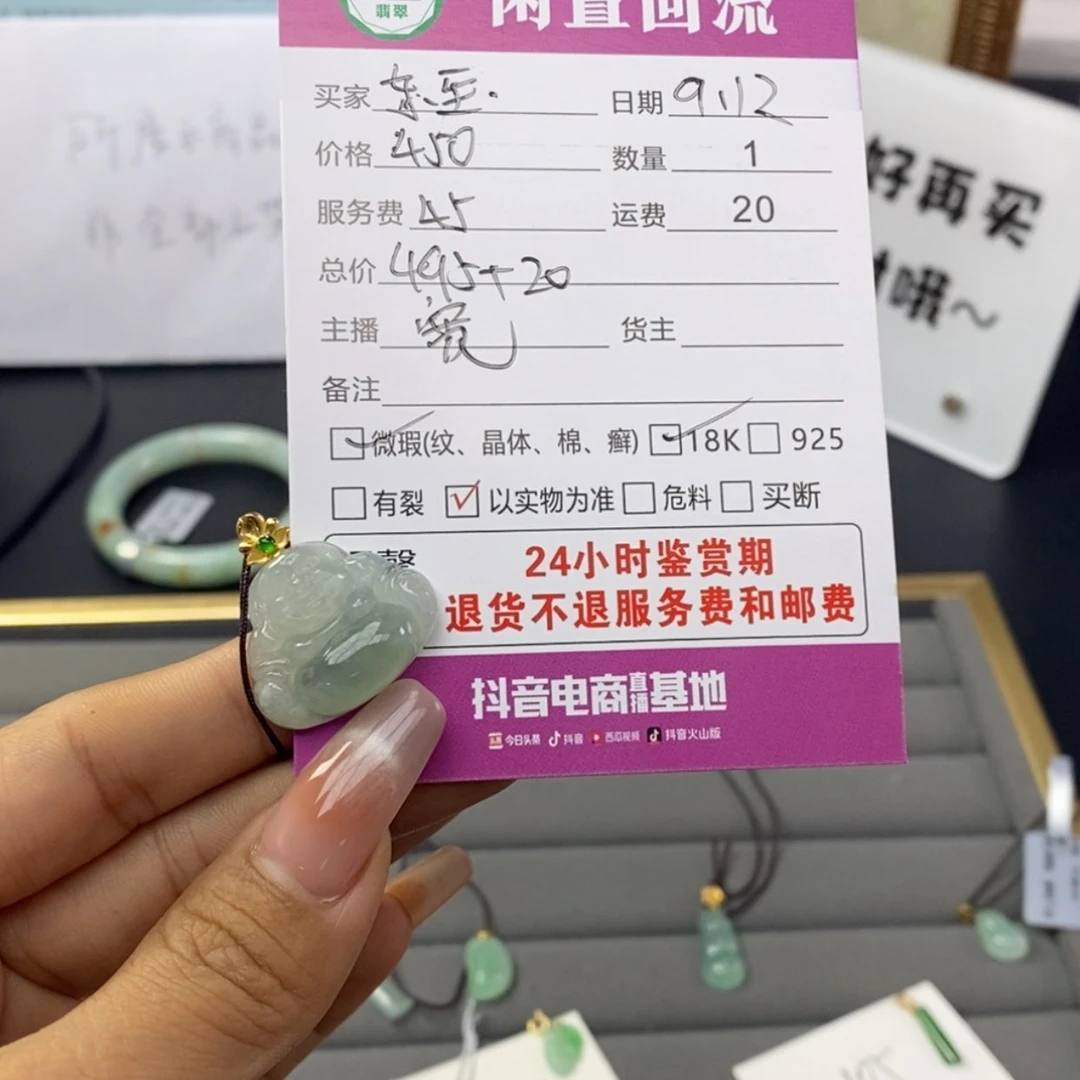 翡翠
闲置回流
买家 东至. 日期 9.12
价格 450 数量 1
服务费 45 运费 20
总价 495+20
主播 亮 货主
备注
微瑕(纹、晶体、棉、癣) 18K 925
有裂 以实物为准 危料 买断
24小时鉴赏期
退货不退服务费和邮费
抖音电商直播基地
今日头条 抖音 西瓜视频 抖音火山版
好再买
哦~